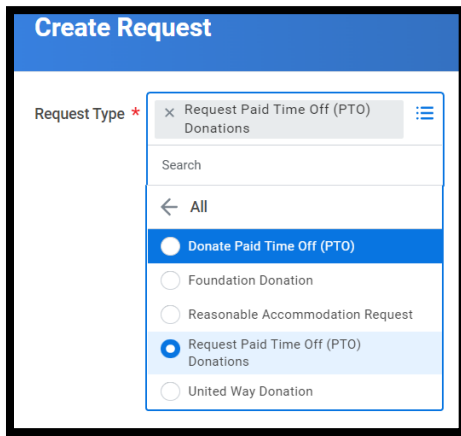 Create Request
Request Type *
× Request Paid Time Off (PTO)
Donations
Search
← All
Donate Paid Time Off (PTO)
Foundation Donation
Reasonable Accommodation Request
Request Paid Time Off (PTO)
Donations
United Way Donation